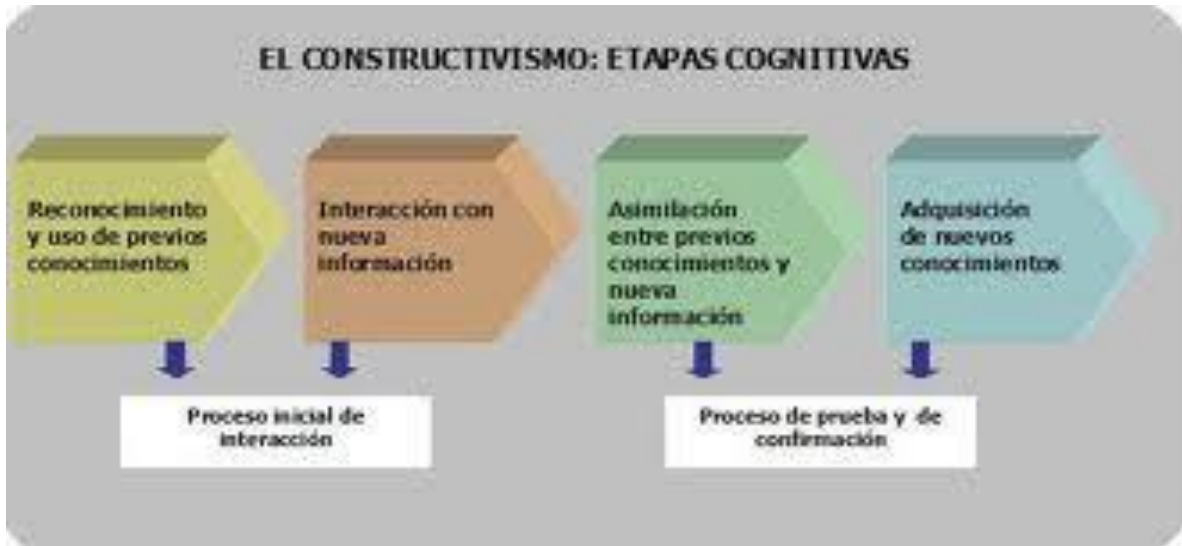 EL CONSTRUCTIVISMO: ETAPAS COGNITIVAS
Reconocimiento
y uso de previos
conocimientos
Interacción con
nueva
información
Asimilación
entre previos
conocimientos y
nueva
información
Adquisición
de nuevos
conocimientos
Proceso inicial de
interacción
Proceso de prueba y de
confirmación